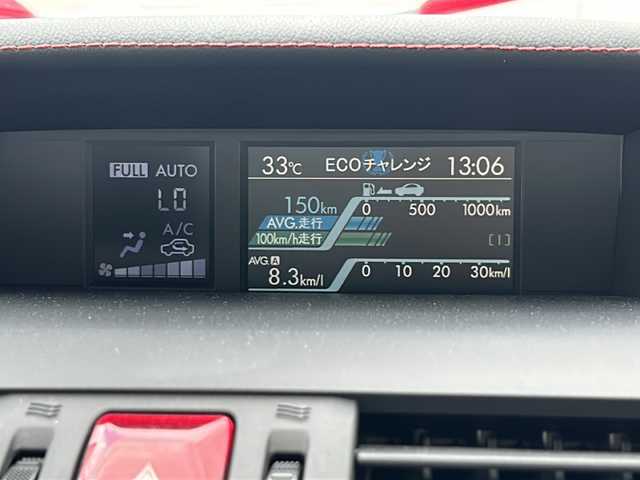 FULL AUTO
LO
A/C
33℃ ECOチャレンジ 13:06
150km
0 500 1000km
AVG.走行
100km/h走行
[1]
AVG.A
8.3km/l
0 10 20 30km/l